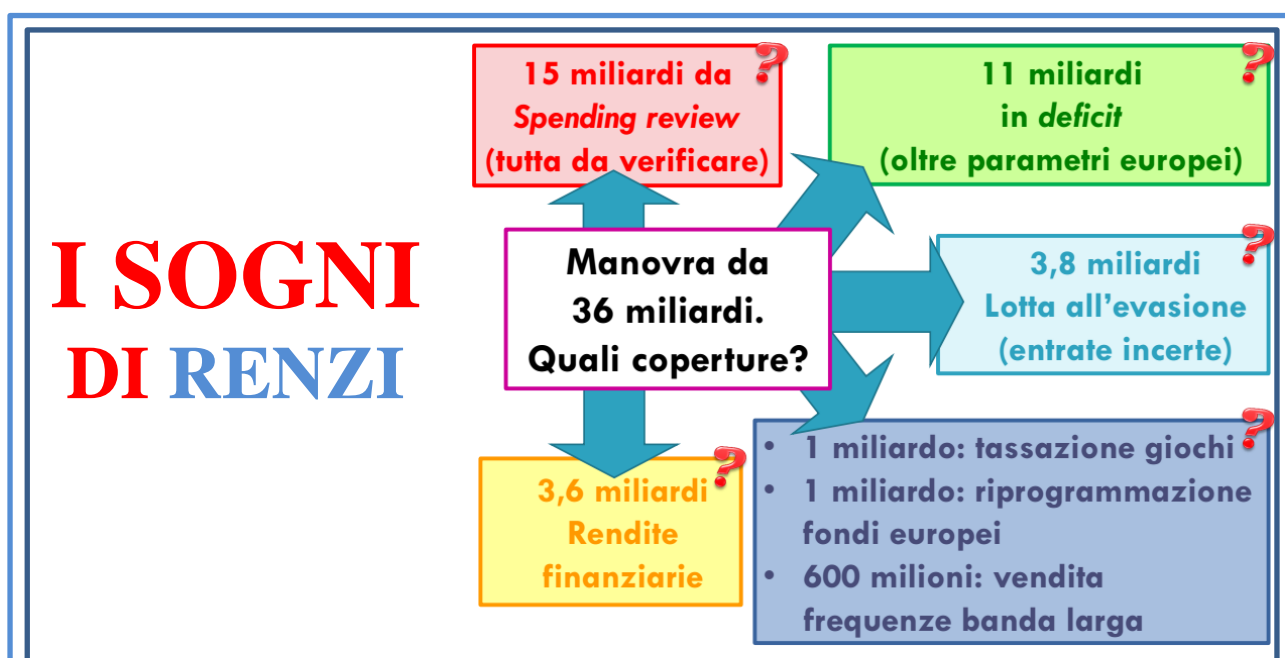 I SOGNI
DI RENZI
15 miliardi da
Spending review
(tutta da verificare)
?
11 miliardi
in deficit
(oltre parametri europei)
?
Manovra da
36 miliardi.
Quali coperture?
3,8 miliardi
Lotta all’evasione
(entrate incerte)
?
3,6 miliardi
Rendite
finanziarie
?
• 1 miliardo: tassazione giochi
• 1 miliardo: riprogrammazione
fondi europei
• 600 milioni: vendita
frequenze banda larga
?